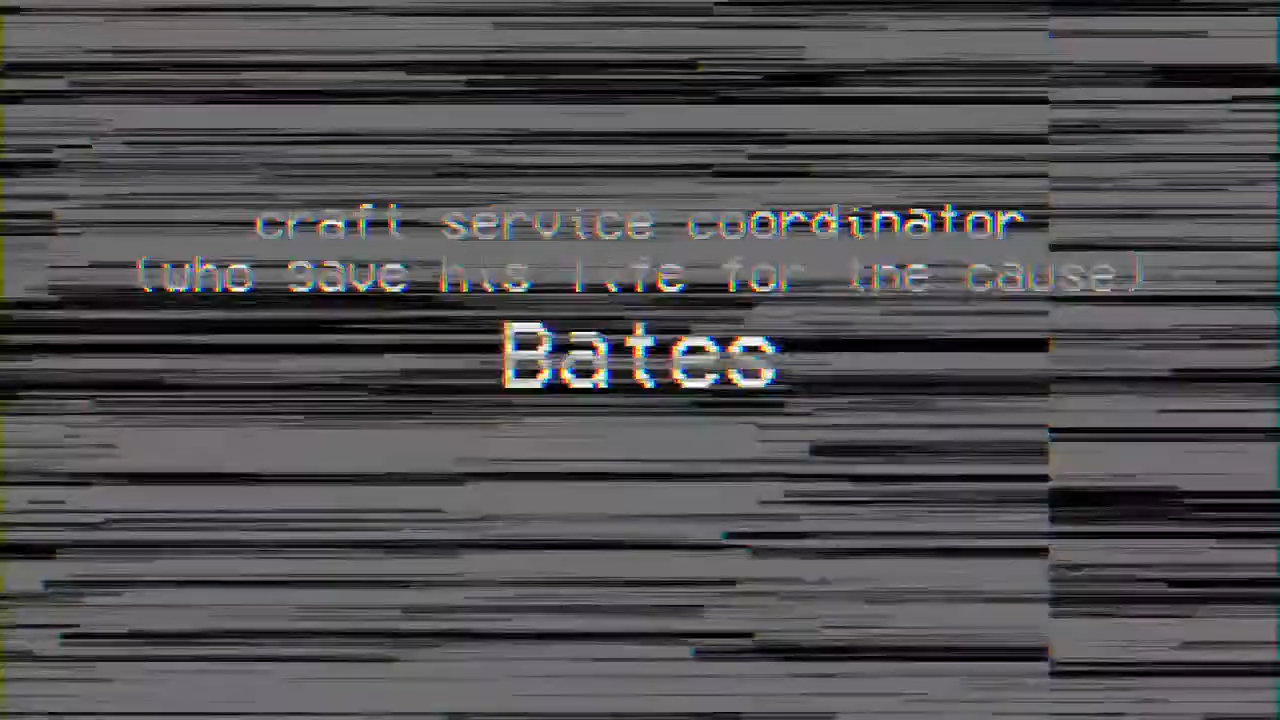 craft service coordinator
(who gave his life for the cause)
Bates